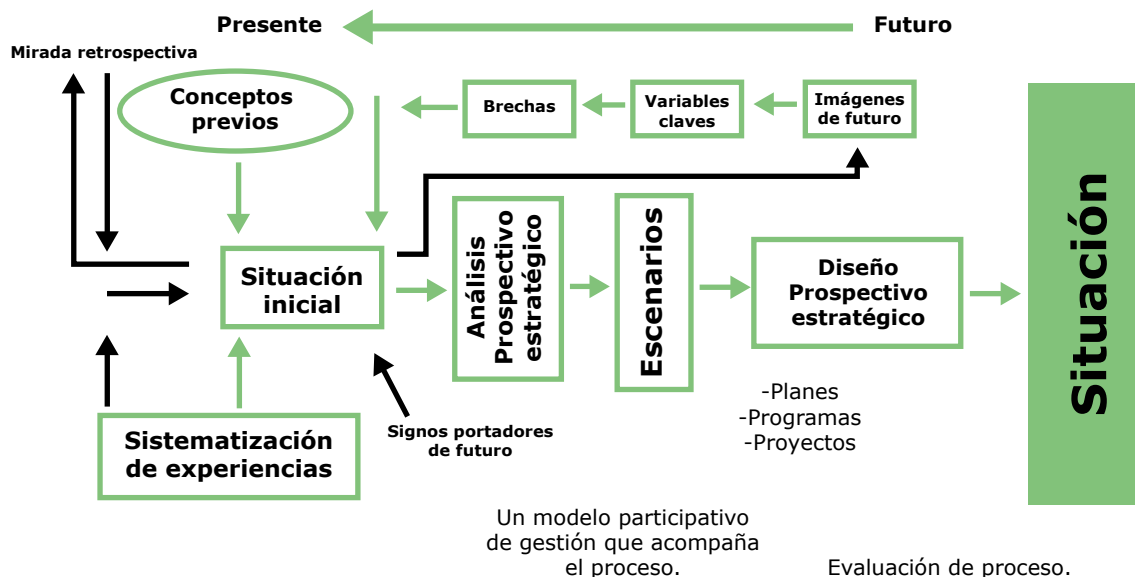 Presente
Futuro
Mirada retrospectiva
Conceptos
previos
Brechas
Variables
claves
Imágenes
de futuro
Situación
inicial
Análisis
Prospectivo
estratégico
Escenarios
Diseño
Prospectivo
estratégico
Situación
-Planes
-Programas
-Proyectos
Sistematización
de experiencias
Signos portadores
de futuro
Un modelo participativo
de gestión que acompaña
el proceso.
Evaluación de proceso.